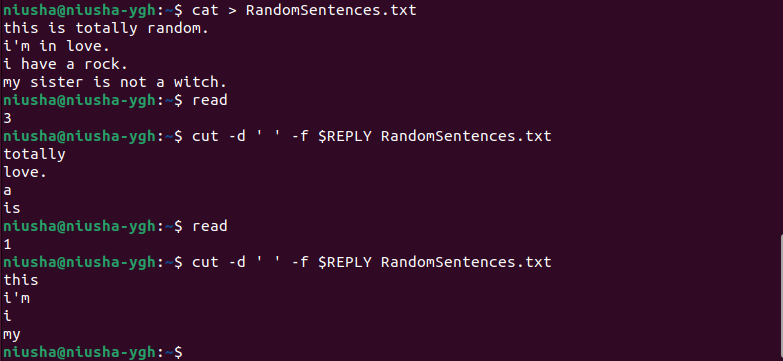 niusha@niusha-ygh:~$ cat > RandomSentences.txt
this is totally random.
i'm in love.
i have a rock.
my sister is not a witch.
niusha@niusha-ygh:~$ read
3
niusha@niusha-ygh:~$ cut -d ' ' -f $REPLY RandomSentences.txt
totally
love.
a
is
niusha@niusha-ygh:~$ read
1
niusha@niusha-ygh:~$ cut -d ' ' -f $REPLY RandomSentences.txt
this
i'm
i
my
niusha@niusha-ygh:~$